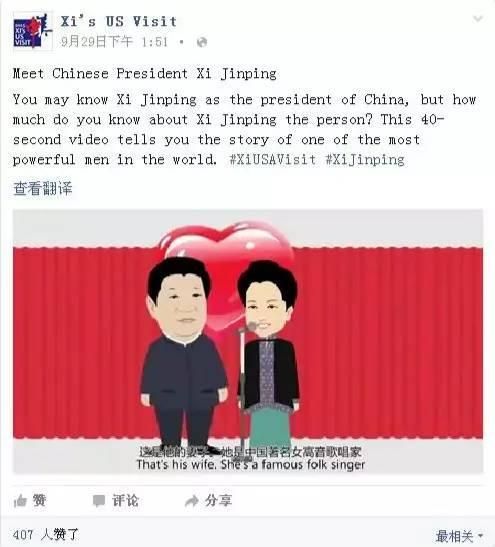 2015
XI'S
US
VISIT
Xi's US Visit
9月29日下午 1:51 ·
Meet Chinese President Xi Jinping
You may know Xi Jinping as the president of China, but how
much do you know about Xi Jinping the person? This 40-
second video tells you the story of one of the most
powerful men in the world. #XiUSAVisit #XiJinping
查看翻译
这是他的妻子，她是中国著名女高音歌唱家
That's his wife. She's a famous folk singer
赞 评论 分享
407 人赞了 最相关